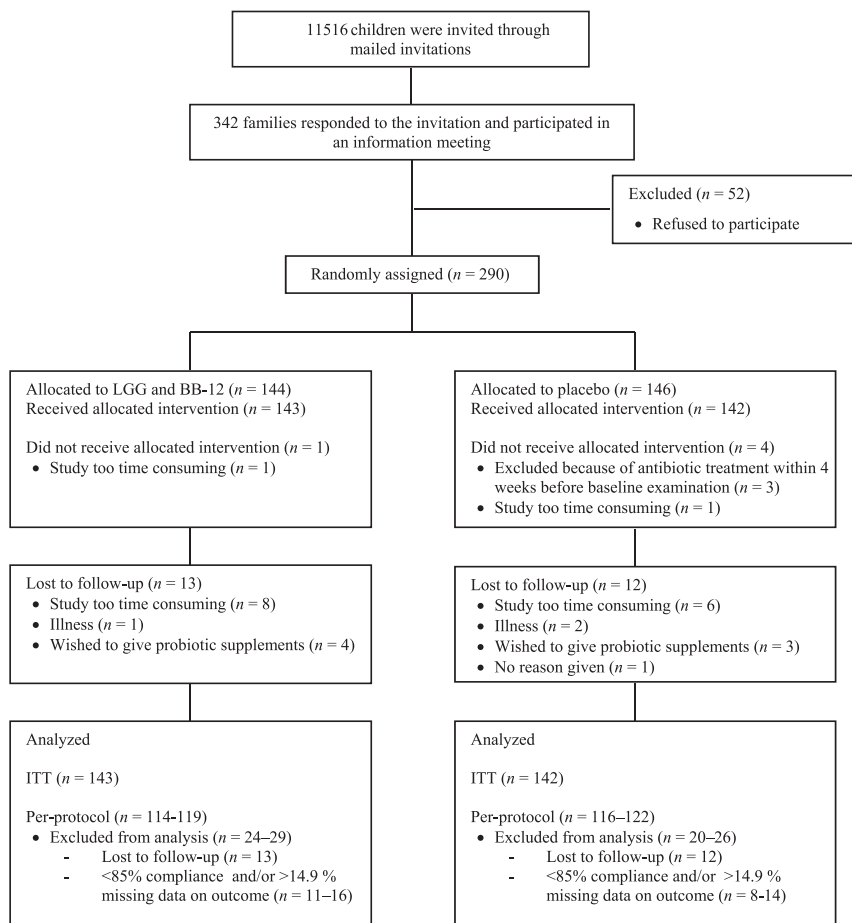 11516 children were invited through
mailed invitations
342 families responded to the invitation and participated in
an information meeting
Excluded (n = 52)
• Refused to participate
Randomly assigned (n = 290)
Allocated to LGG and BB-12 (n = 144)
Received allocated intervention (n = 143)
Did not receive allocated intervention (n = 1)
• Study too time consuming (n = 1)
Allocated to placebo (n = 146)
Received allocated intervention (n = 142)
Did not receive allocated intervention (n = 4)
• Excluded because of antibiotic treatment within 4
weeks before baseline examination (n = 3)
• Study too time consuming (n = 1)
Lost to follow-up (n = 13)
• Study too time consuming (n = 8)
• Illness (n = 1)
• Wished to give probiotic supplements (n = 4)
Lost to follow-up (n = 12)
• Study too time consuming (n = 6)
• Illness (n = 2)
• Wished to give probiotic supplements (n = 3)
• No reason given (n = 1)
Analyzed
ITT (n = 143)
Per-protocol (n = 114-119)
• Excluded from analysis (n = 24–29)
- Lost to follow-up (n = 13)
- <85% compliance and/or >14.9 %
missing data on outcome (n = 11–16)
Analyzed
ITT (n = 142)
Per-protocol (n = 116–122)
• Excluded from analysis (n = 20–26)
- Lost to follow-up (n = 12)
- <85% compliance and/or >14.9 %
missing data on outcome (n = 8-14)